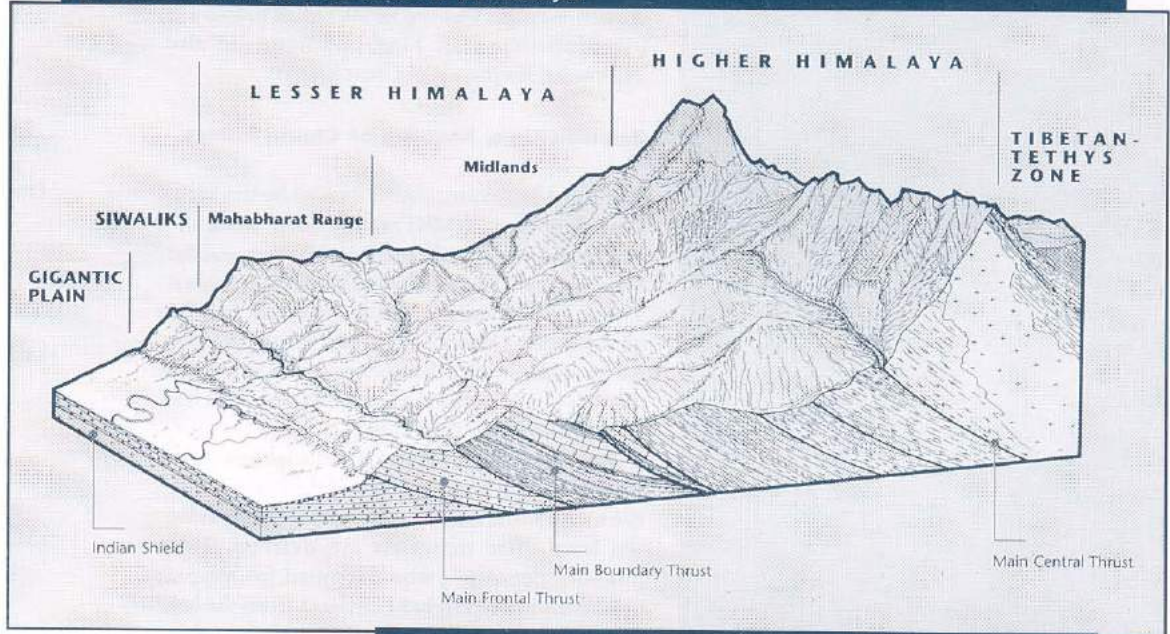 HIGHER HIMALAYA
LESSER HIMALAYA
TIBETAN-
TETHYS
ZONE
Midlands
SIWALIKS
Mahabharat Range
GIGANTIC
PLAIN
Indian Shield
Main Boundary Thrust
Main Central Thrust
Main Frontal Thrust